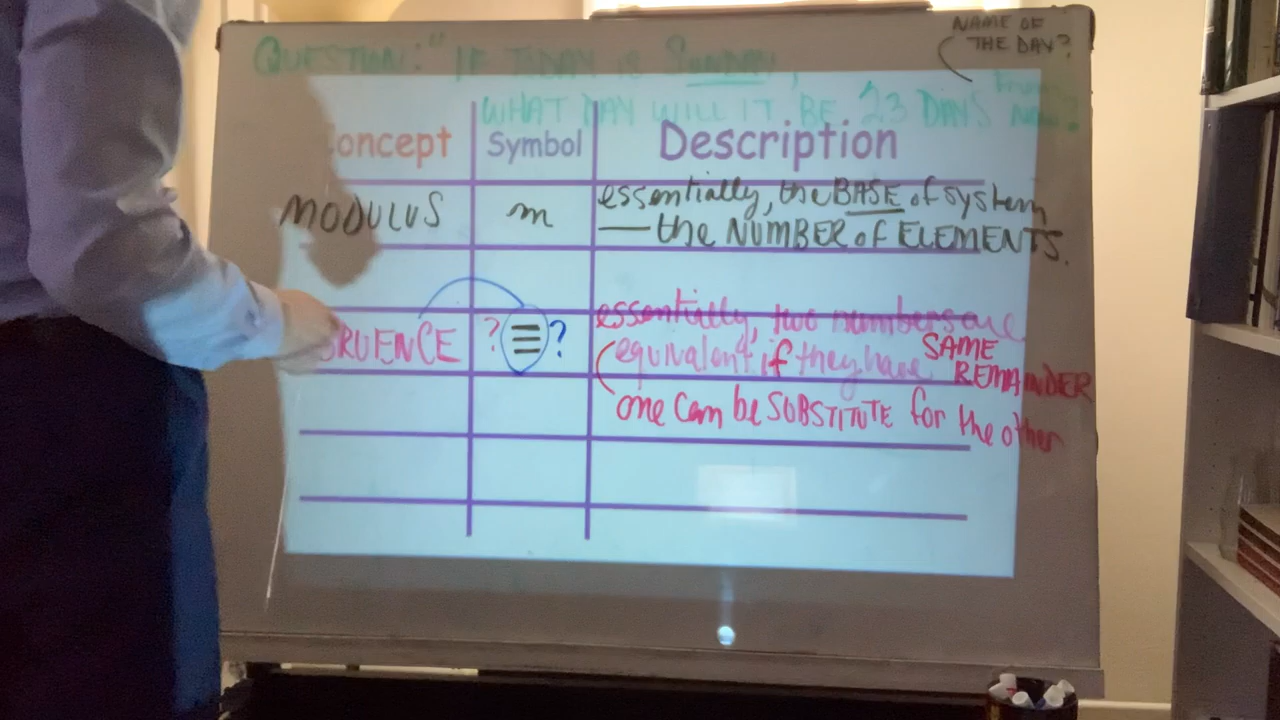 NAME OF
THE DAY?
QUESTION: "IF TODAY IS SUNDAY,
WHAT DAY WILL IT BE 23 DAYS from now?
oncept Symbol Description
MODULUS m essentially, the BASE of system
— the NUMBER of ELEMENTS.
GRUENCE ? ≡ ? essentially, two numbers are
equivalent if they have SAME
REMAINDER
one can be SUBSTITUTE for the other